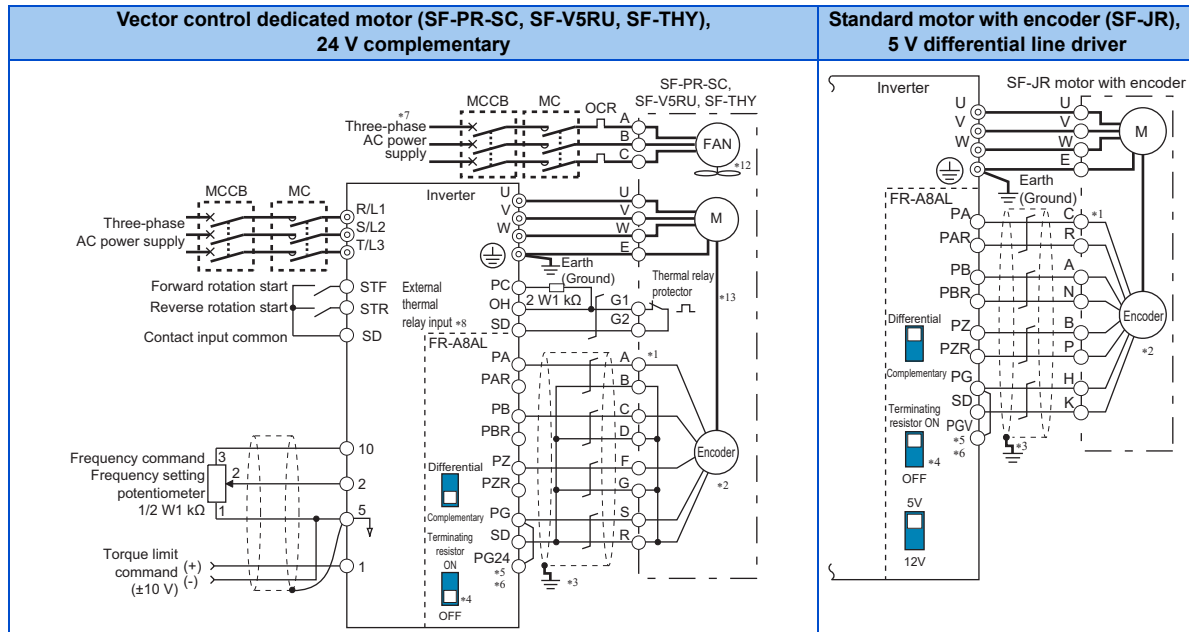 Vector control dedicated motor (SF-PR-SC, SF-V5RU, SF-THY),
24 V complementary
SF-PR-SC,
SF-V5RU, SF-THY
MCCB
MC
OCR
*7
Three-phase
AC power
supply
A
B
C
FAN
*12
MCCB
MC
Three-phase
AC power supply
R/L1
S/L2
T/L3
Inverter
U
V
W
U
V
W
E
M
Earth
(Ground)
Forward rotation start
Reverse rotation start
Contact input common
STF
STR
SD
External
thermal
relay input *8
PC
OH
SD
2 W1 kΩ
G1
G2
Thermal relay
protector
*13
FR-A8AL
PA
PAR
PB
PBR
PZ
PZR
PG
SD
PG24
*5
*6
A
B
C
D
F
G
S
R
*1
Encoder
*2
*3
Differential
Complementary
Terminating
resistor
ON
*4
OFF
Frequency command
Frequency setting
potentiometer
1/2 W1 kΩ
3
2
1
10
2
5
1
Torque limit
command
(±10 V)
(+)
(-)
Standard motor with encoder (SF-JR),
5 V differential line driver
Inverter
SF-JR motor with encoder
U
V
W
U
V
W
E
M
Earth
(Ground)
FR-A8AL
PA
PAR
PB
PBR
PZ
PZR
PG
SD
PGV
*5
*6
C
R
A
N
B
P
H
K
*1
Encoder
*2
*3
Differential
Complementary
Terminating
resistor ON
*4
OFF
5V
12V